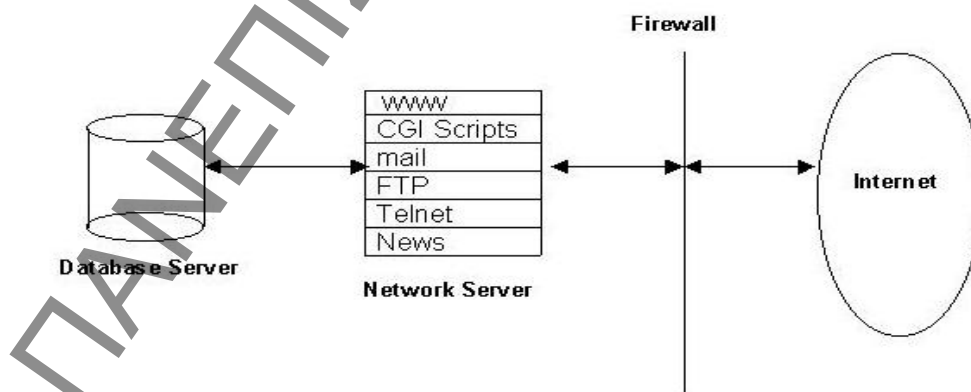 Firewall
WWW
CGI Scripts
mail
FTP
Telnet
News
Internet
Database Server
Network Server
ΠΑΝΕΠΙ